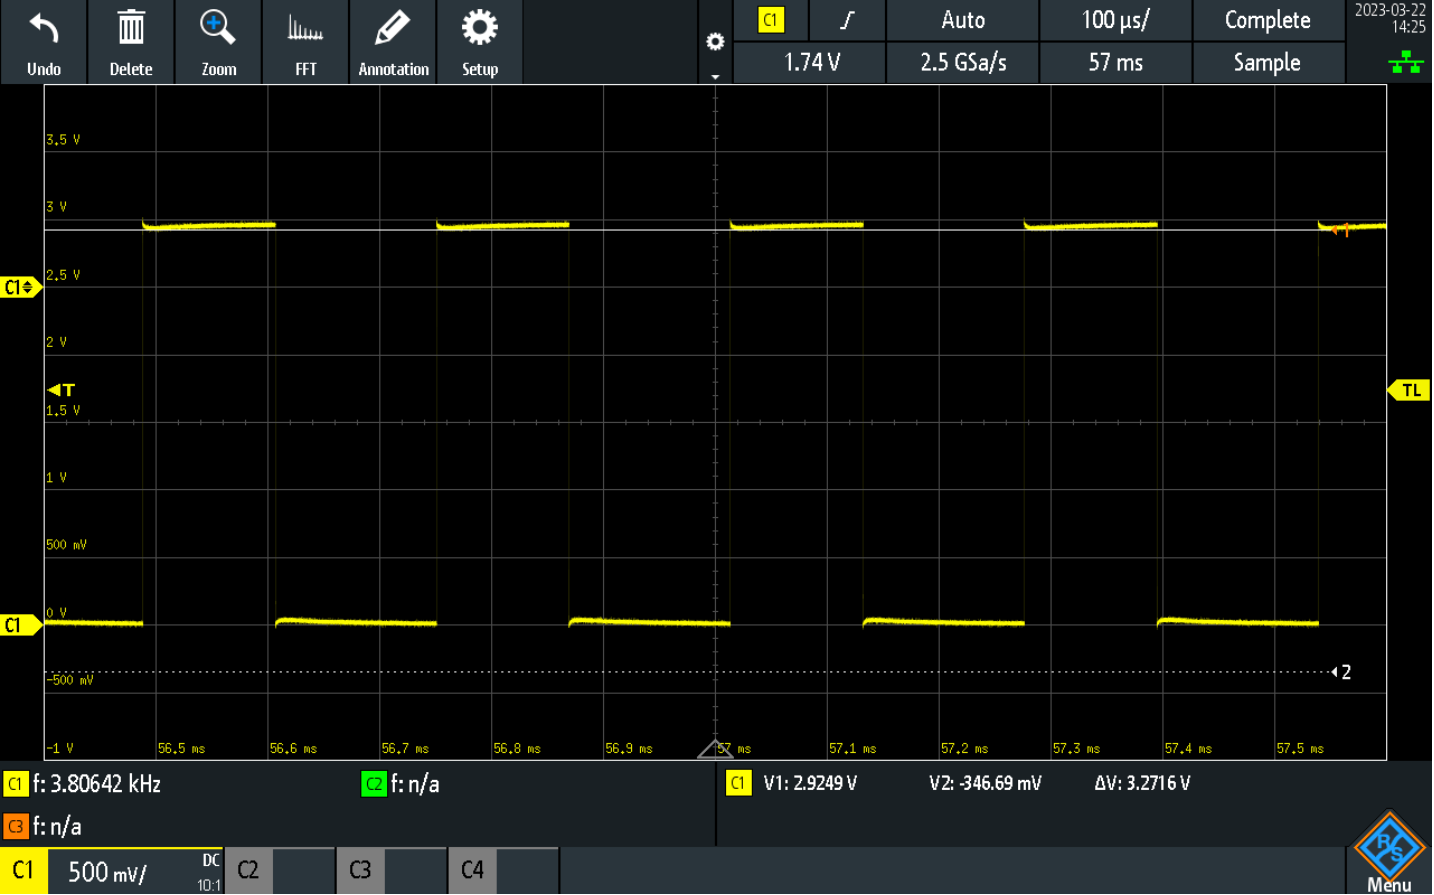 Undo
Delete
Zoom
FFT
Annotation
Setup
C1
Auto
100 µs/
Complete
2023-03-22
14:25
1.74 V
2.5 GSa/s
57 ms
Sample
3.5 V
3 V
1
2.5 V
C1
2 V
T
TL
1.5 V
1 V
500 mV
0 V
C1
2
-500 mV
-1 V
56.5 ms
56.6 ms
56.7 ms
56.8 ms
56.9 ms
57 ms
57.1 ms
57.2 ms
57.3 ms
57.4 ms
57.5 ms
C1 f: 3.80642 kHz
C2 f: n/a
C1 V1: 2.9249 V V2: -346.69 mV ΔV: 3.2716 V
C3 f: n/a
C1 500 mV/ DC 10:1
C2
C3
C4
R&S
Menu